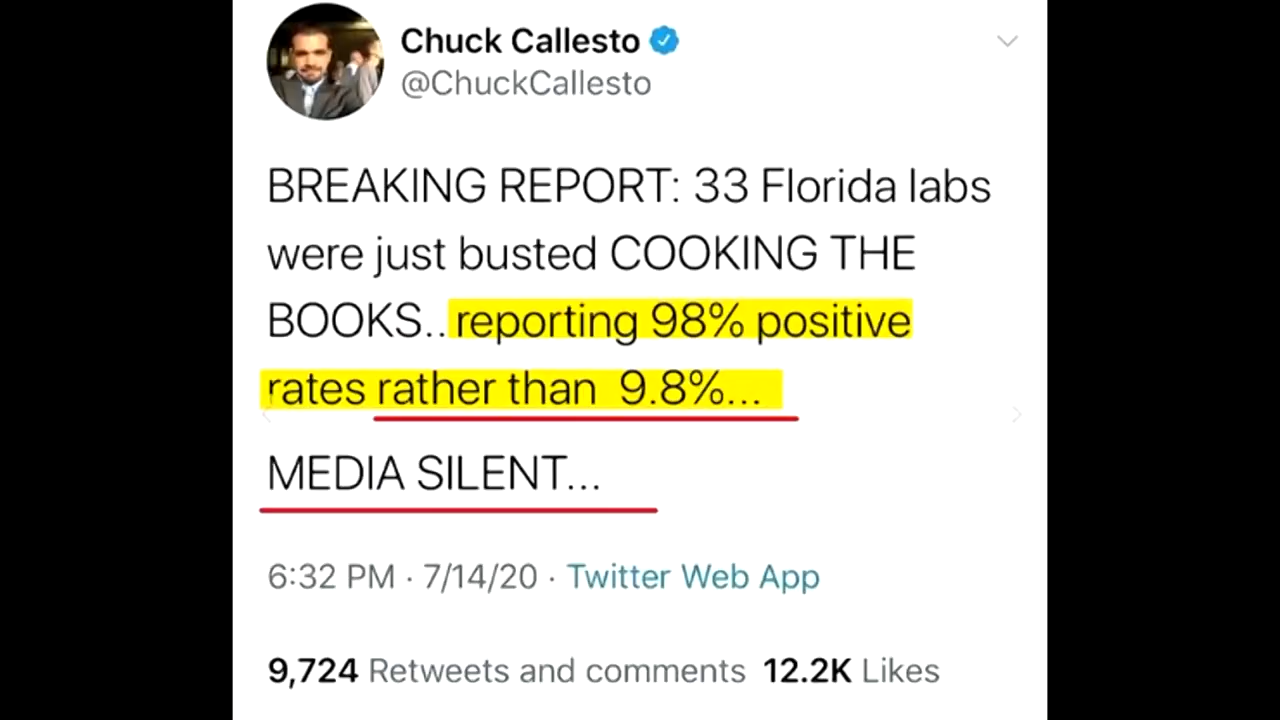 Chuck Callesto
@ChuckCallesto
BREAKING REPORT: 33 Florida labs
were just busted COOKING THE
BOOKS..reporting 98% positive
rates rather than 9.8%...
MEDIA SILENT...
6:32 PM · 7/14/20 · Twitter Web App
9,724 Retweets and comments 12.2K Likes